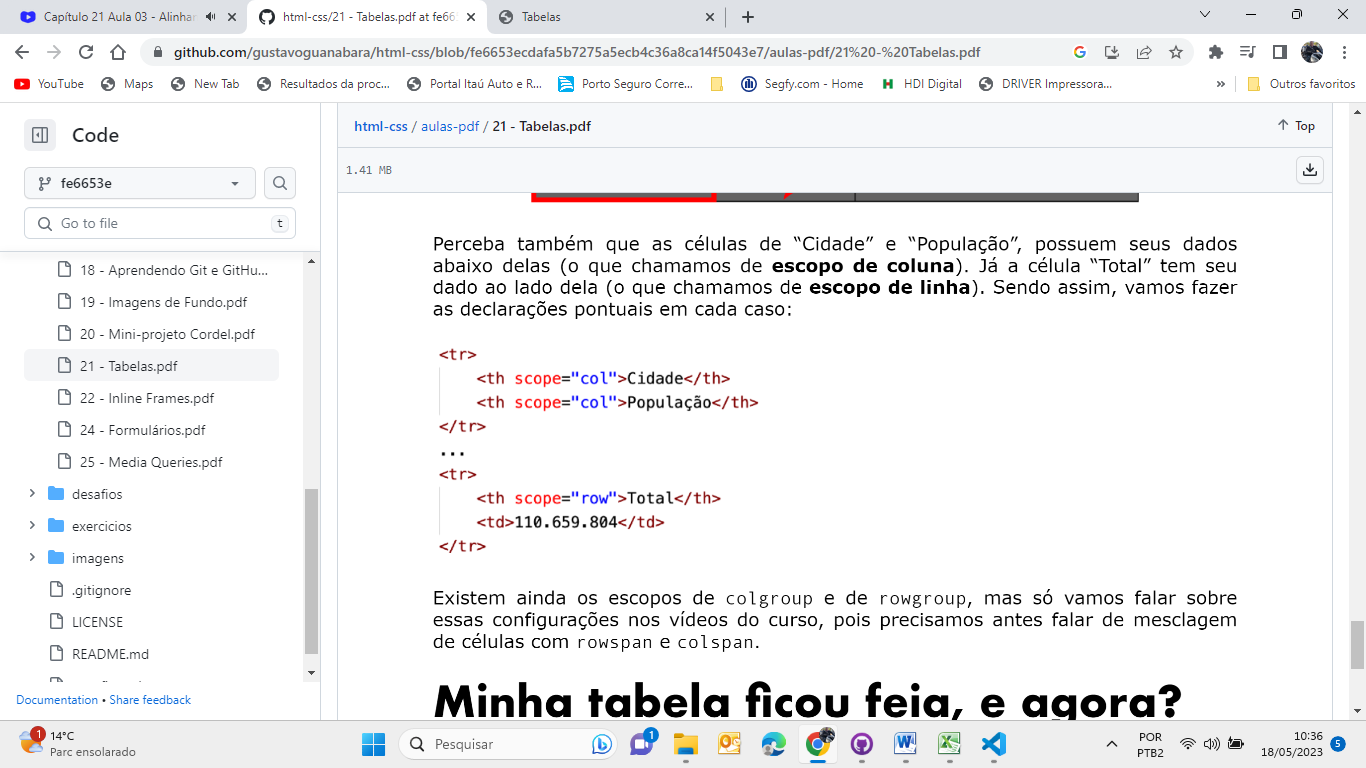 Capítulo 21 Aula 03 - Alinhar
html-css/21 - Tabelas.pdf at fe665
Tabelas
github.com/gustavoguanabara/html-css/blob/fe6653ecdafa5b7275a5ecb4c36a8ca14f5043e7/aulas-pdf/21%20-%20Tabelas.pdf
YouTube Maps New Tab Resultados da proc... Portal Itaú Auto e R... Porto Seguro Corre... Segfy.com - Home HDI Digital DRIVER Impressora... » Outros favoritos
Code
fe6653e
Go to file t
18 - Aprendendo Git e GitHu...
19 - Imagens de Fundo.pdf
20 - Mini-projeto Cordel.pdf
21 - Tabelas.pdf
22 - Inline Frames.pdf
24 - Formulários.pdf
25 - Media Queries.pdf
desafios
exercicios
imagens
.gitignore
LICENSE
README.md
Documentation • Share feedback
html-css / aulas-pdf / 21 - Tabelas.pdf
Top
1.41 MB
Perceba também que as células de “Cidade” e “População”, possuem seus dados
abaixo delas (o que chamamos de escopo de coluna). Já a célula “Total” tem seu
dado ao lado dela (o que chamamos de escopo de linha). Sendo assim, vamos fazer
as declarações pontuais em cada caso:
<tr>
<th scope="col">Cidade</th>
<th scope="col">População</th>
</tr>
...
<tr>
<th scope="row">Total</th>
<td>110.659.804</td>
</tr>
Existem ainda os escopos de colgroup e de rowgroup, mas só vamos falar sobre
essas configurações nos vídeos do curso, pois precisamos antes falar de mesclagem
de células com rowspan e colspan.
Minha tabela ficou feia, e agora?
1
14°C
Parc ensolarado
Pesquisar
1
POR
PTB2
10:36
18/05/2023
5